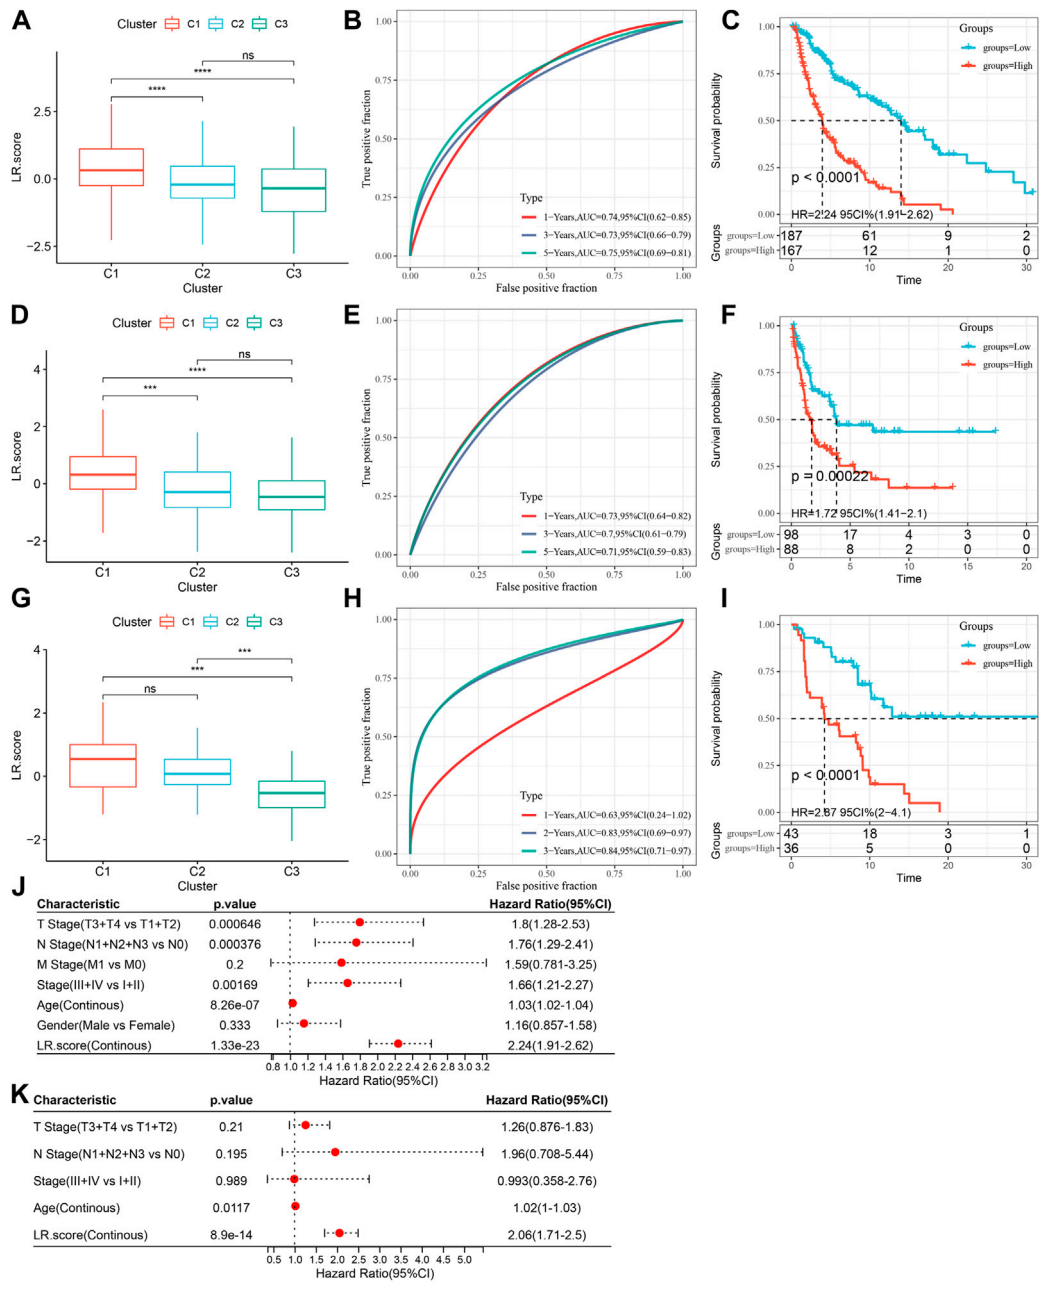 A
Cluster C1 C2 C3
ns
****
****
2.5
0.0
−2.5
LR.score
C1 C2 C3
Cluster
B
1.00
0.75
0.50
0.25
0.00
True positive fraction
Type
1−Years,AUC=0.74,95%CI(0.62−0.85)
3−Years,AUC=0.73,95%CI(0.66−0.79)
5−Years,AUC=0.75,95%CI(0.69−0.81)
0.00 0.25 0.50 0.75 1.00
False positive fraction
C
1.00
0.75
0.50
0.25
0.00
Survival probability
Groups
groups=Low
groups=High
p < 0.0001
HR=2.24 95CI%(1.91−2.62)
Groups
groups=Low 187 61 9 2
groups=High 167 12 1 0
0 10 20 30
Time
D
Cluster C1 C2 C3
ns
****
***
4
2
0
−2
LR.score
C1 C2 C3
Cluster
E
1.00
0.75
0.50
0.25
0.00
True positive fraction
Type
1−Years,AUC=0.73,95%CI(0.64−0.82)
3−Years,AUC=0.7,95%CI(0.61−0.79)
5−Years,AUC=0.71,95%CI(0.59−0.83)
0.00 0.25 0.50 0.75 1.00
False positive fraction
F
1.00
0.75
0.50
0.25
0.00
Survival probability
Groups
groups=Low
groups=High
p = 0.00022
HR=1.72 95CI%(1.41−2.1)
Groups
groups=Low 98 17 4 3 0
groups=High 88 8 2 0 0
0 5 10 15 20
Time
G
Cluster C1 C2 C3
***
***
ns
4
2
0
−2
LR.score
C1 C2 C3
Cluster
H
1.00
0.75
0.50
0.25
0.00
True positive fraction
Type
1−Years,AUC=0.63,95%CI(0.24−1.02)
2−Years,AUC=0.83,95%CI(0.69−0.97)
3−Years,AUC=0.84,95%CI(0.71−0.97)
0.00 0.25 0.50 0.75 1.00
False positive fraction
I
1.00
0.75
0.50
0.25
0.00
Survival probability
Groups
groups=Low
groups=High
p < 0.0001
HR=2.87 95CI%(2−4.1)
Groups
groups=Low 43 18 3 1
groups=High 36 5 0 0
0 10 20 30
Time
J
Characteristic p.value Hazard Ratio(95%CI)
T Stage(T3+T4 vs T1+T2) 0.000646 1.8(1.28-2.53)
N Stage(N1+N2+N3 vs N0) 0.000376 1.76(1.29-2.41)
M Stage(M1 vs M0) 0.2 1.59(0.781-3.25)
Stage(III+IV vs I+II) 0.00169 1.66(1.21-2.27)
Age(Continous) 8.26e-07 1.03(1.02-1.04)
Gender(Male vs Female) 0.333 1.16(0.857-1.58)
LR.score(Continous) 1.33e-23 2.24(1.91-2.62)
0.8 1.0 1.2 1.4 1.6 1.8 2.0 2.2 2.4 2.6 2.8 3.0 3.2
Hazard Ratio(95%CI)
K
Characteristic p.value Hazard Ratio(95%CI)
T Stage(T3+T4 vs T1+T2) 0.21 1.26(0.876-1.83)
N Stage(N1+N2+N3 vs N0) 0.195 1.96(0.708-5.44)
Stage(III+IV vs I+II) 0.989 0.993(0.358-2.76)
Age(Continous) 0.0117 1.02(1-1.03)
LR.score(Continous) 8.9e-14 2.06(1.71-2.5)
0.5 1.0 1.5 2.0 2.5 3.0 3.5 4.0 4.5 5.0
Hazard Ratio(95%CI)